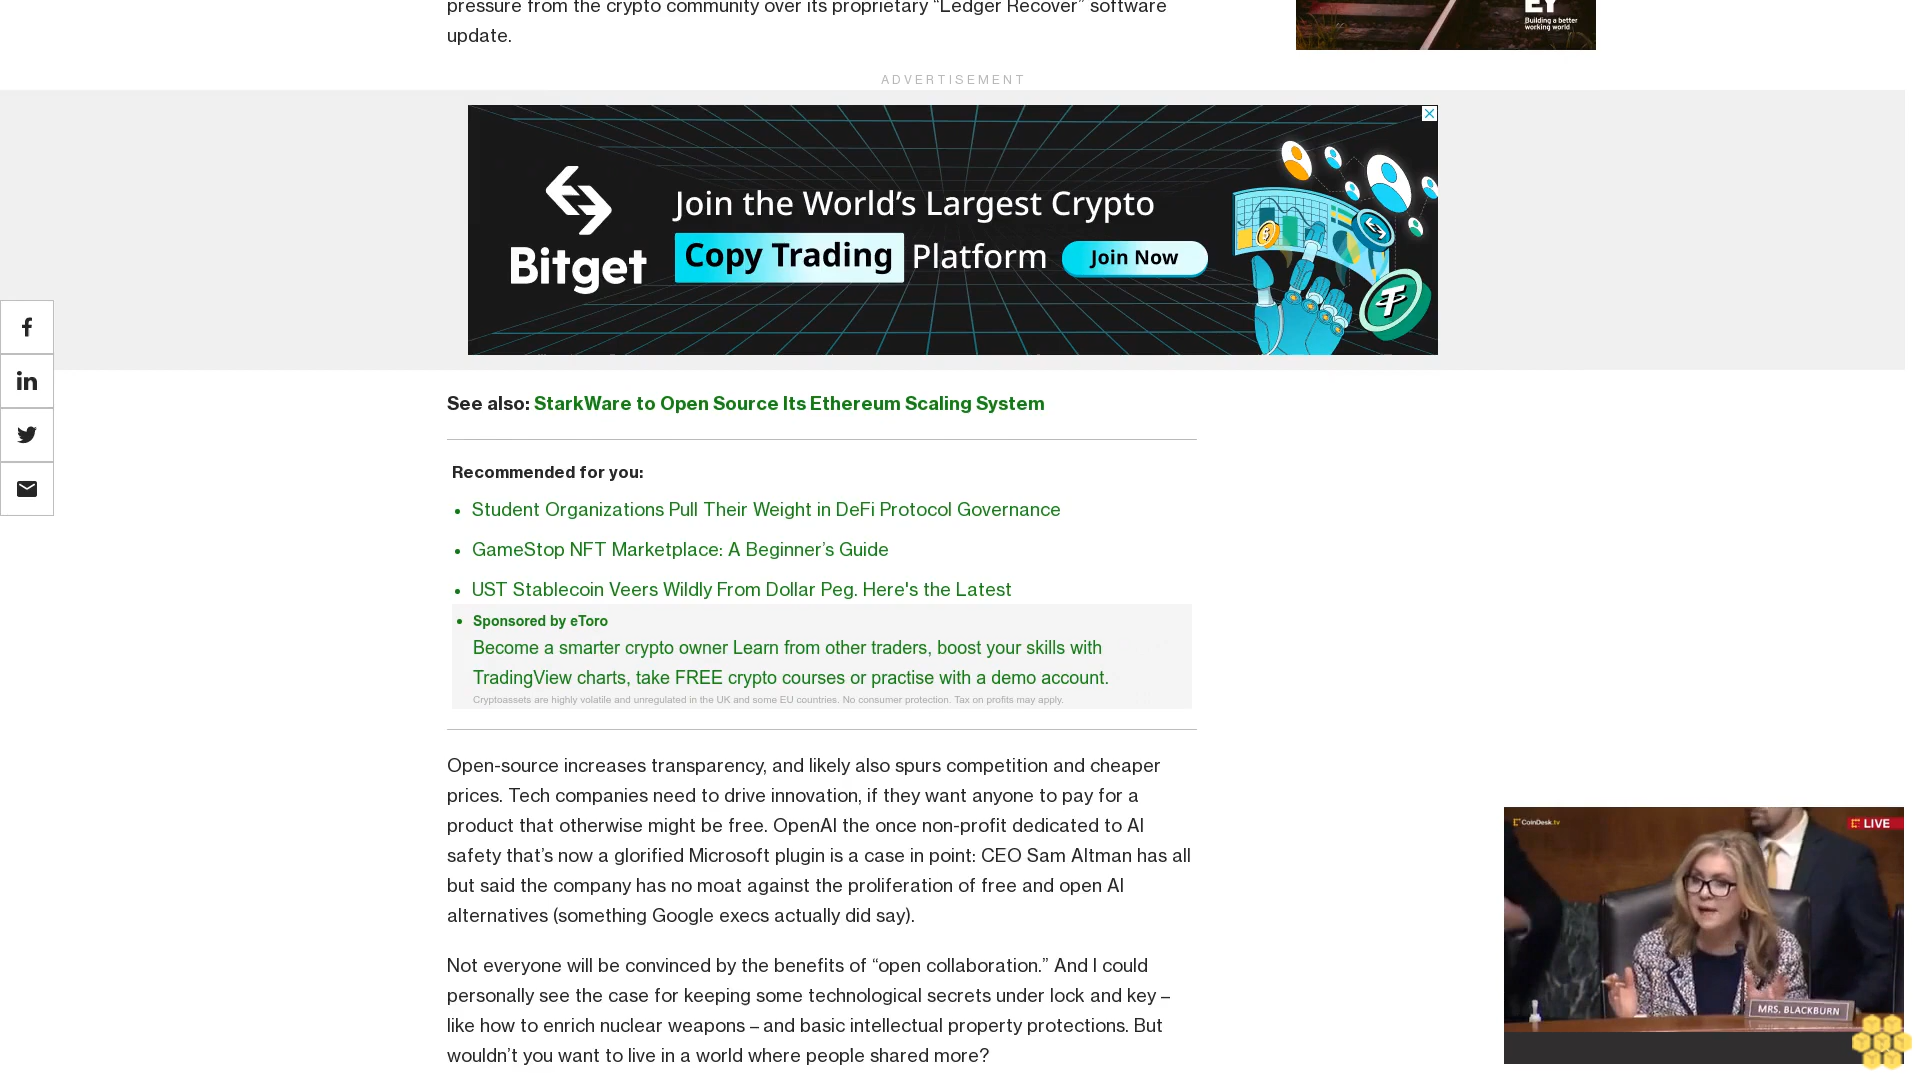 pressure from the crypto community over its proprietary “Ledger Recover” software
update.
EY
Building a better
working world
ADVERTISEMENT
Bitget
Join the World’s Largest Crypto
Copy Trading Platform Join Now
See also: StarkWare to Open Source Its Ethereum Scaling System
Recommended for you:
• Student Organizations Pull Their Weight in DeFi Protocol Governance
• GameStop NFT Marketplace: A Beginner’s Guide
• UST Stablecoin Veers Wildly From Dollar Peg. Here's the Latest
• Sponsored by eToro
Become a smarter crypto owner Learn from other traders, boost your skills with
TradingView charts, take FREE crypto courses or practise with a demo account.
Cryptoassets are highly volatile and unregulated in the UK and some EU countries. No consumer protection. Tax on profits may apply.
Open-source increases transparency, and likely also spurs competition and cheaper
prices. Tech companies need to drive innovation, if they want anyone to pay for a
product that otherwise might be free. OpenAI the once non-profit dedicated to AI
safety that’s now a glorified Microsoft plugin is a case in point: CEO Sam Altman has all
but said the company has no moat against the proliferation of free and open AI
alternatives (something Google execs actually did say).
Not everyone will be convinced by the benefits of “open collaboration.” And I could
personally see the case for keeping some technological secrets under lock and key –
like how to enrich nuclear weapons – and basic intellectual property protections. But
wouldn’t you want to live in a world where people shared more?
CoinDesk.tv
LIVE
MRS. BLACKBURN